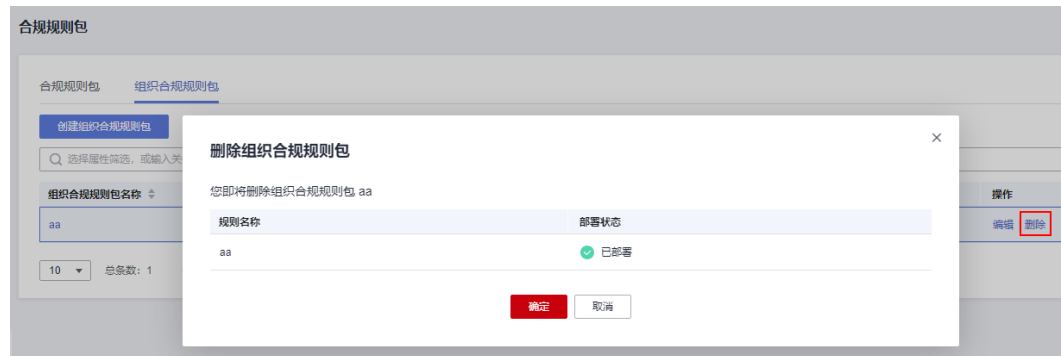 合规规则包
合规规则包 组织合规规则包
创建组织合规规则包
选择属性筛选，或输入关
组织合规规则包名称 操作
aa 编辑 删除
10 总条数：1
删除组织合规规则包
您即将删除组织合规规则包 aa
规则名称 部署状态
aa 已部署
确定 取消